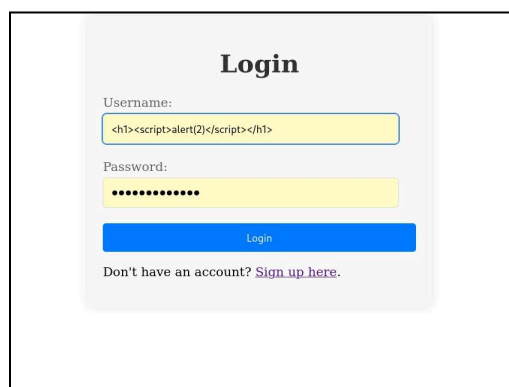 Login
Username:
<h1><script>alert(2)</script></h1>
Password:
•••••••••••••
Login
Don't have an account? Sign up here.